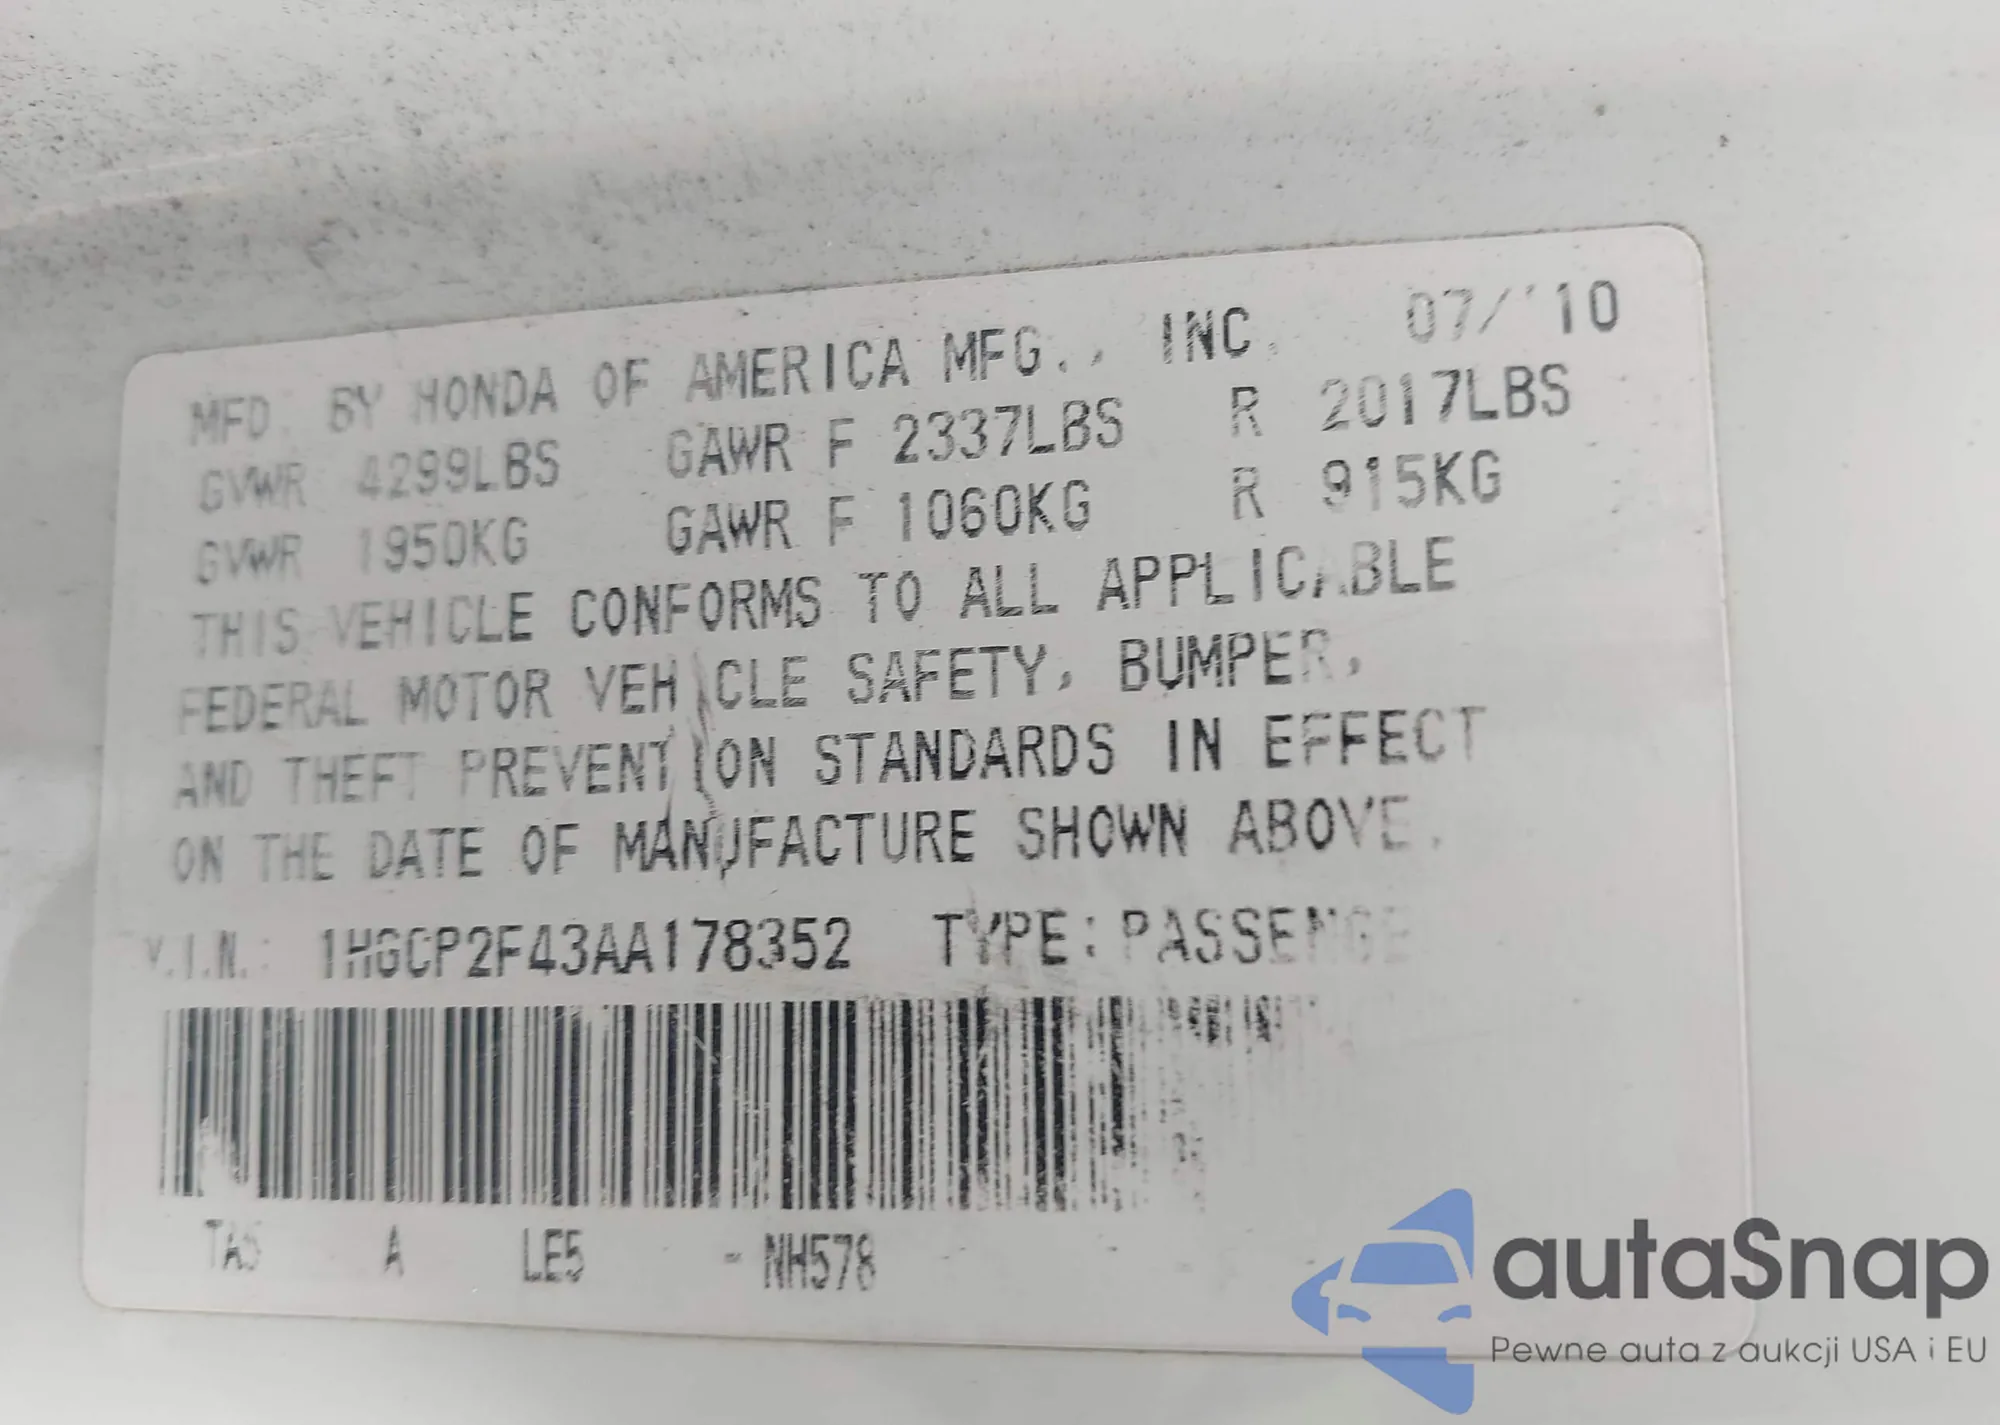 MFD. BY HONDA OF AMERICA MFG., INC. 07/'10
GVWR 4299LBS GAWR F 2337LBS R 2017LBS
GVWR 1950KG GAWR F 1060KG R 915KG
THIS VEHICLE CONFORMS TO ALL APPLICABLE
FEDERAL MOTOR VEHICLE SAFETY, BUMPER,
AND THEFT PREVENTION STANDARDS IN EFFECT
ON THE DATE OF MANUFACTURE SHOWN ABOVE.
V.I.N.: 1HGCP2F43AA178352 TYPE: PASSENGE
TA5 A LE5 - NH578
autaSnap
Pewne auta z aukcji USA i EU